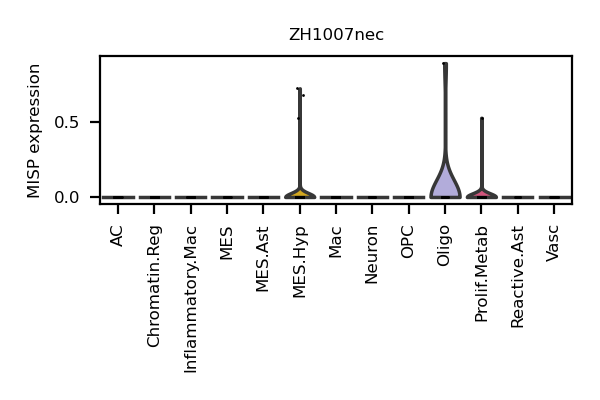 ZH1007nec
MISP expression
0.5
0.0
AC
Chromatin.Reg
Inflammatory.Mac
MES
MES.Ast
MES.Hyp
Mac
Neuron
OPC
Oligo
Prolif.Metab
Reactive.Ast
Vasc